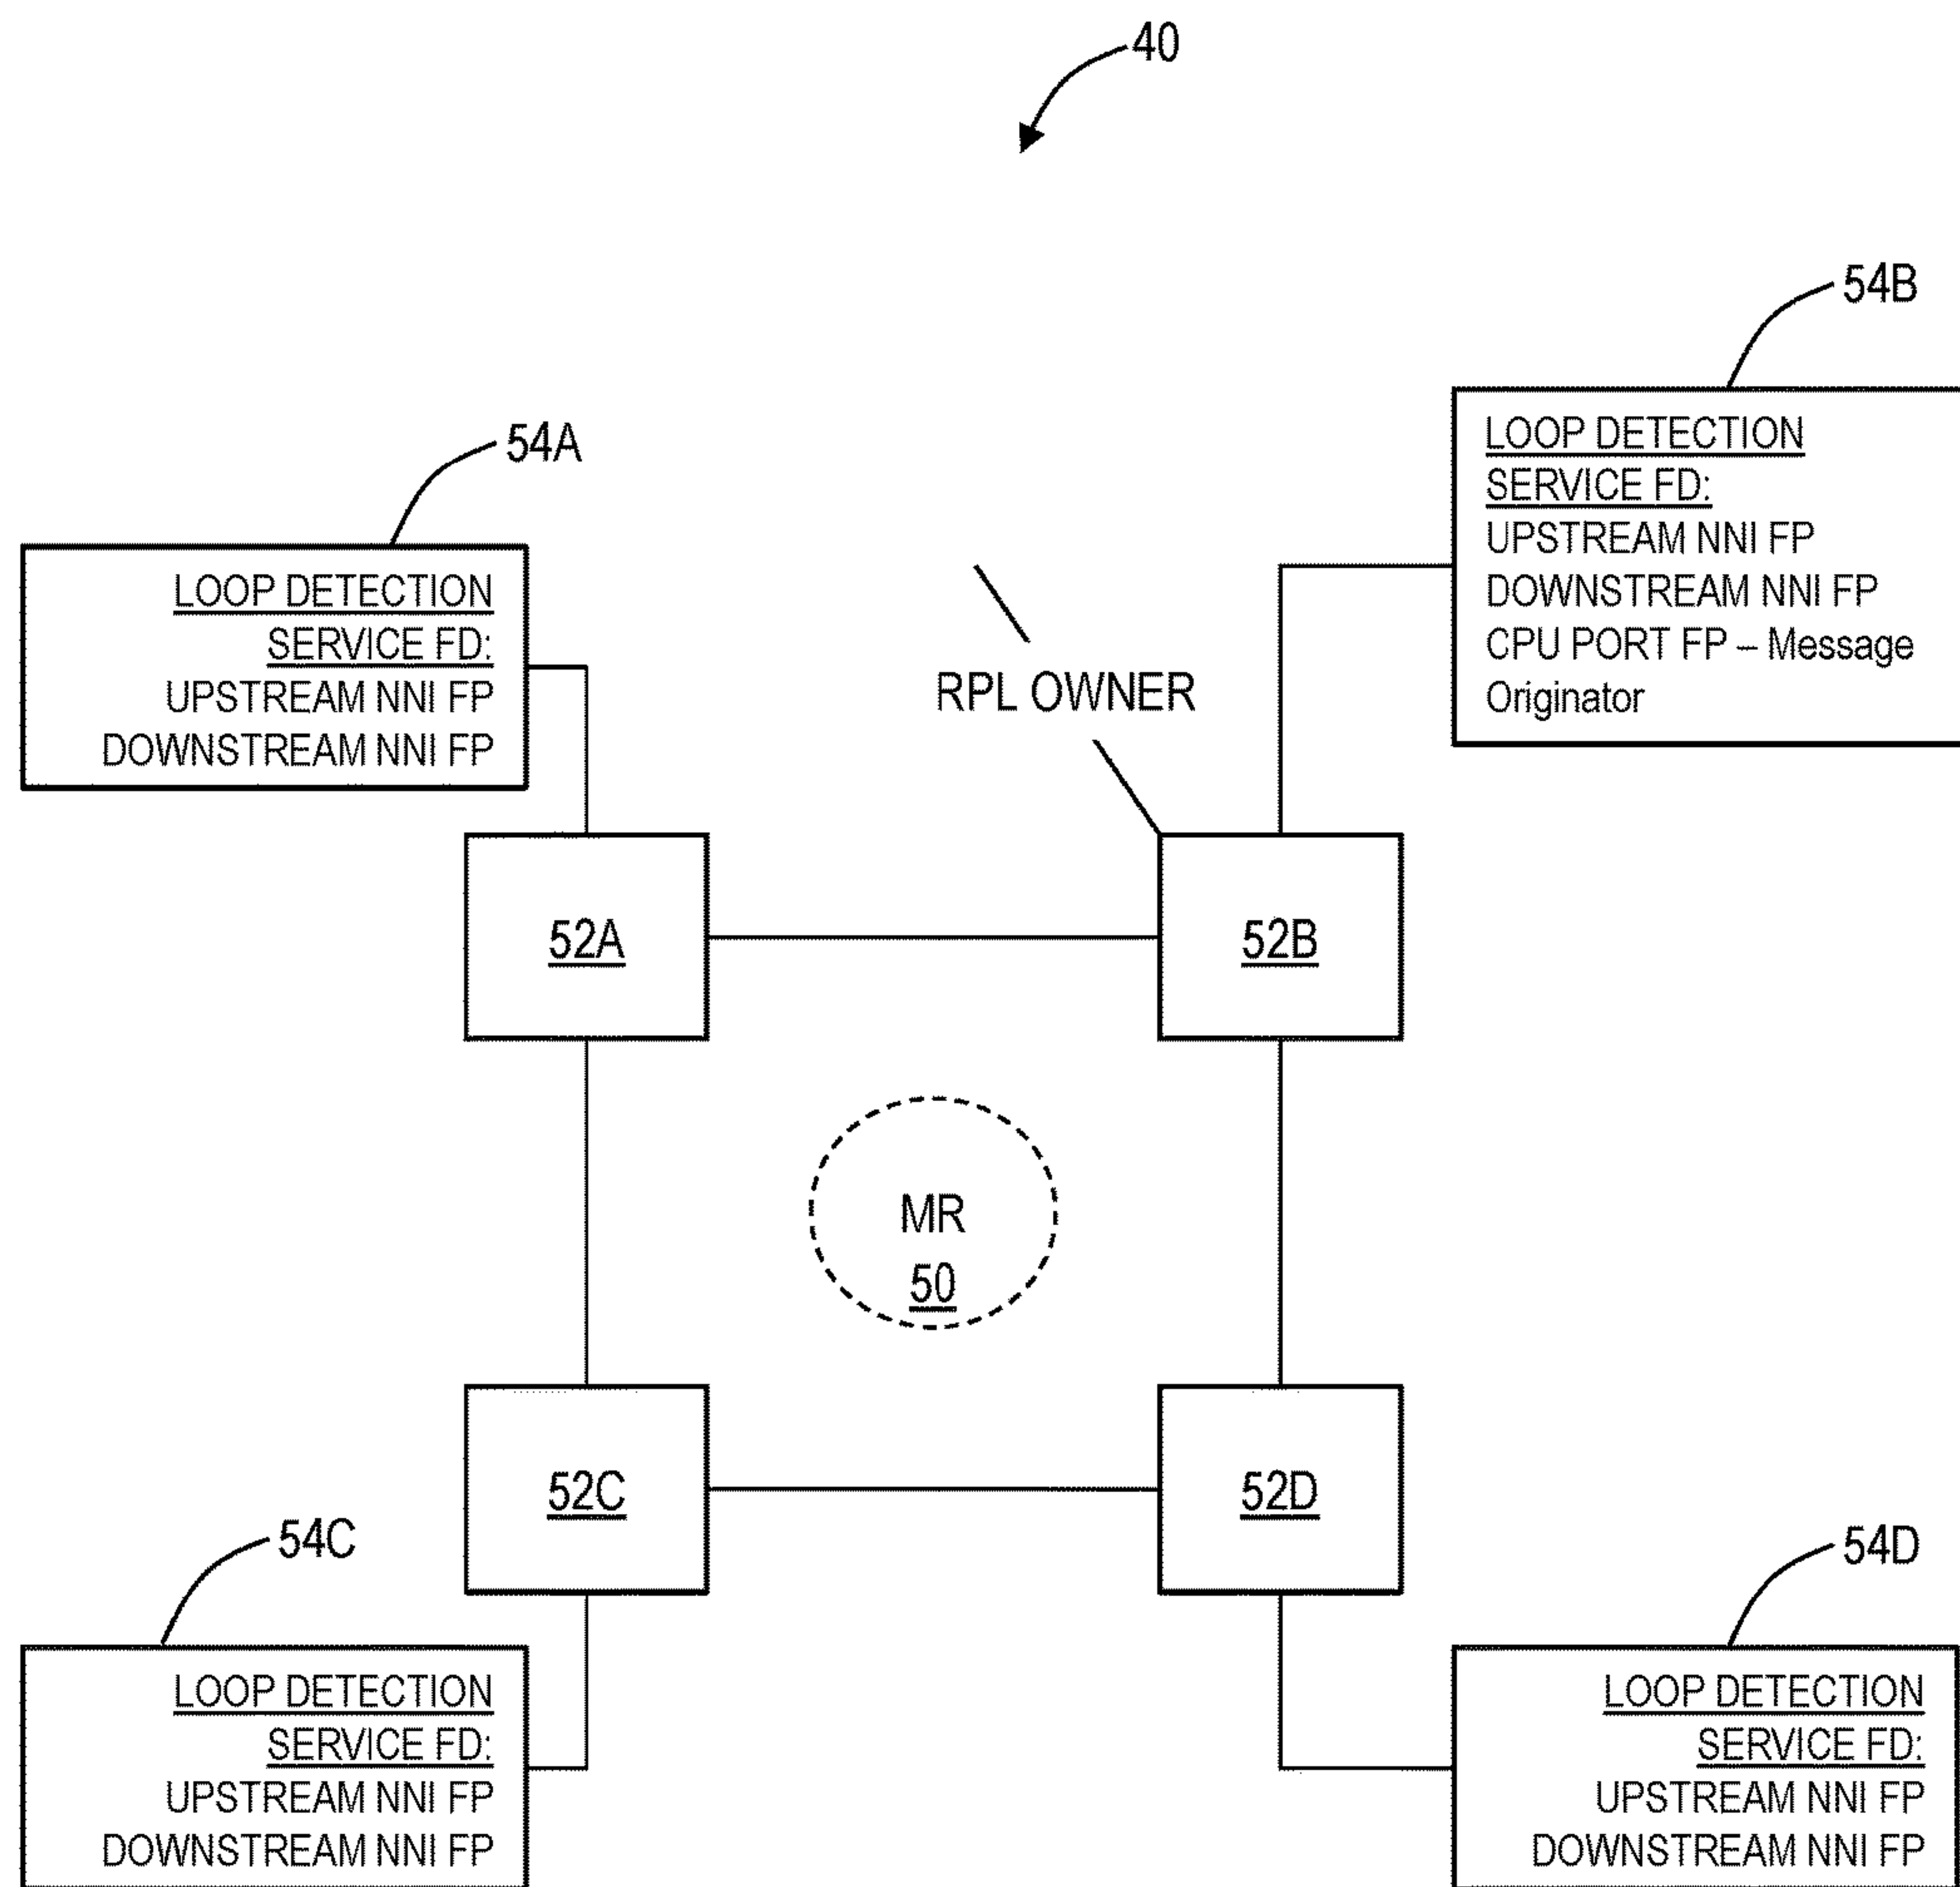 40
54B
LOOP DETECTION
SERVICE FD:
UPSTREAM NNI FP
DOWNSTREAM NNI FP
CPU PORT FP – Message
Originator
54A
LOOP DETECTION
SERVICE FD:
UPSTREAM NNI FP
DOWNSTREAM NNI FP
RPL OWNER
52A
52B
MR
50
52C
52D
54C
LOOP DETECTION
SERVICE FD:
UPSTREAM NNI FP
DOWNSTREAM NNI FP
54D
LOOP DETECTION
SERVICE FD:
UPSTREAM NNI FP
DOWNSTREAM NNI FP